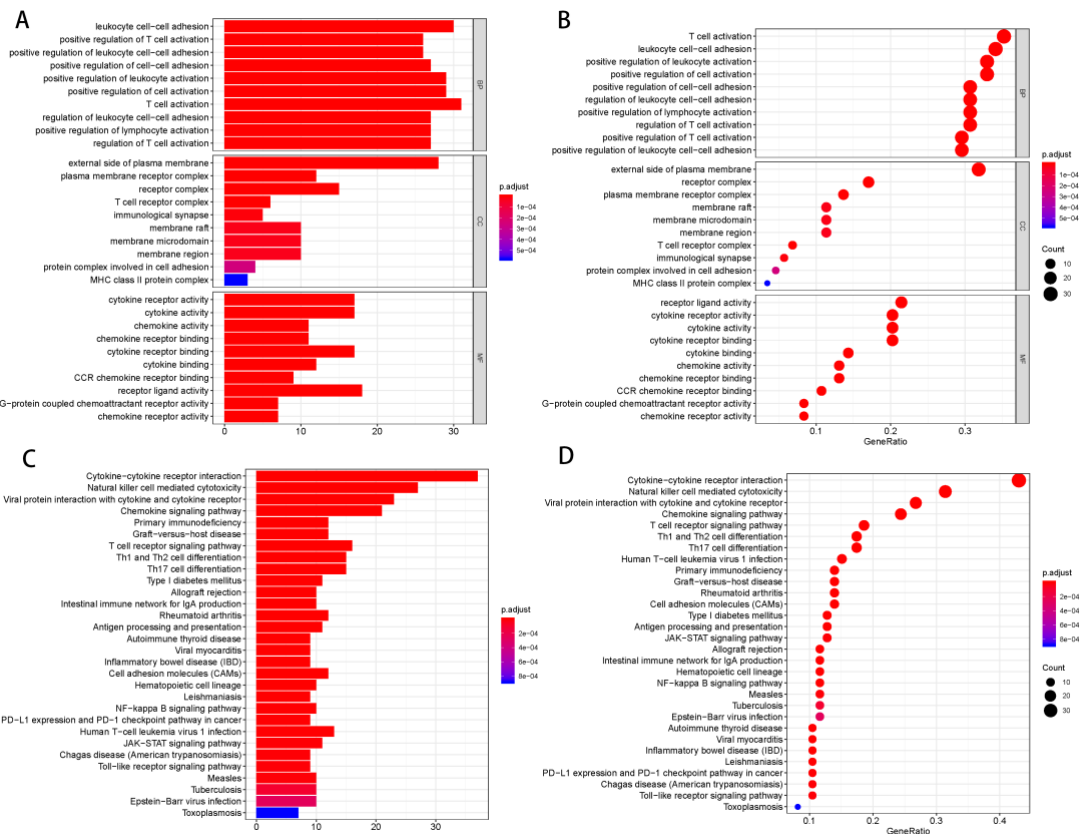 A
leukocyte cell−cell adhesion
positive regulation of T cell activation
positive regulation of leukocyte cell−cell adhesion
positive regulation of cell−cell adhesion
positive regulation of leukocyte activation
positive regulation of cell activation
T cell activation
regulation of leukocyte cell−cell adhesion
positive regulation of lymphocyte activation
regulation of T cell activation
BP
external side of plasma membrane
plasma membrane receptor complex
receptor complex
T cell receptor complex
immunological synapse
membrane raft
membrane microdomain
membrane region
protein complex involved in cell adhesion
MHC class II protein complex
CC
cytokine receptor activity
cytokine activity
chemokine activity
chemokine receptor binding
cytokine receptor binding
cytokine binding
CCR chemokine receptor binding
receptor ligand activity
G−protein coupled chemoattractant receptor activity
chemokine receptor activity
MF
0 10 20 30
p.adjust
1e−04
2e−04
3e−04
4e−04
5e−04
B
T cell activation
leukocyte cell−cell adhesion
positive regulation of leukocyte activation
positive regulation of cell activation
positive regulation of cell−cell adhesion
regulation of leukocyte cell−cell adhesion
positive regulation of lymphocyte activation
regulation of T cell activation
positive regulation of T cell activation
positive regulation of leukocyte cell−cell adhesion
BP
external side of plasma membrane
receptor complex
plasma membrane receptor complex
membrane raft
membrane microdomain
membrane region
T cell receptor complex
immunological synapse
protein complex involved in cell adhesion
MHC class II protein complex
CC
receptor ligand activity
cytokine receptor activity
cytokine activity
cytokine receptor binding
cytokine binding
chemokine activity
chemokine receptor binding
CCR chemokine receptor binding
G−protein coupled chemoattractant receptor activity
chemokine receptor activity
MF
0.1 0.2 0.3
GeneRatio
p.adjust
1e−04
2e−04
3e−04
4e−04
5e−04
Count
10
20
30
C
Cytokine−cytokine receptor interaction
Natural killer cell mediated cytotoxicity
Viral protein interaction with cytokine and cytokine receptor
Chemokine signaling pathway
Primary immunodeficiency
Graft−versus−host disease
T cell receptor signaling pathway
Th1 and Th2 cell differentiation
Th17 cell differentiation
Type I diabetes mellitus
Allograft rejection
Intestinal immune network for IgA production
Rheumatoid arthritis
Antigen processing and presentation
Autoimmune thyroid disease
Viral myocarditis
Inflammatory bowel disease (IBD)
Cell adhesion molecules (CAMs)
Hematopoietic cell lineage
Leishmaniasis
NF−kappa B signaling pathway
PD−L1 expression and PD−1 checkpoint pathway in cancer
Human T−cell leukemia virus 1 infection
JAK−STAT signaling pathway
Chagas disease (American trypanosomiasis)
Toll−like receptor signaling pathway
Measles
Tuberculosis
Epstein−Barr virus infection
Toxoplasmosis
0 10 20 30
p.adjust
2e−04
4e−04
6e−04
8e−04
D
Cytokine−cytokine receptor interaction
Natural killer cell mediated cytotoxicity
Viral protein interaction with cytokine and cytokine receptor
Chemokine signaling pathway
T cell receptor signaling pathway
Th1 and Th2 cell differentiation
Th17 cell differentiation
Human T−cell leukemia virus 1 infection
Primary immunodeficiency
Graft−versus−host disease
Rheumatoid arthritis
Cell adhesion molecules (CAMs)
Type I diabetes mellitus
Antigen processing and presentation
JAK−STAT signaling pathway
Allograft rejection
Intestinal immune network for IgA production
Hematopoietic cell lineage
NF−kappa B signaling pathway
Measles
Tuberculosis
Epstein−Barr virus infection
Autoimmune thyroid disease
Viral myocarditis
Inflammatory bowel disease (IBD)
Leishmaniasis
PD−L1 expression and PD−1 checkpoint pathway in cancer
Chagas disease (American trypanosomiasis)
Toll−like receptor signaling pathway
Toxoplasmosis
0.1 0.2 0.3 0.4
GeneRatio
p.adjust
2e−04
4e−04
6e−04
8e−04
Count
10
20
30